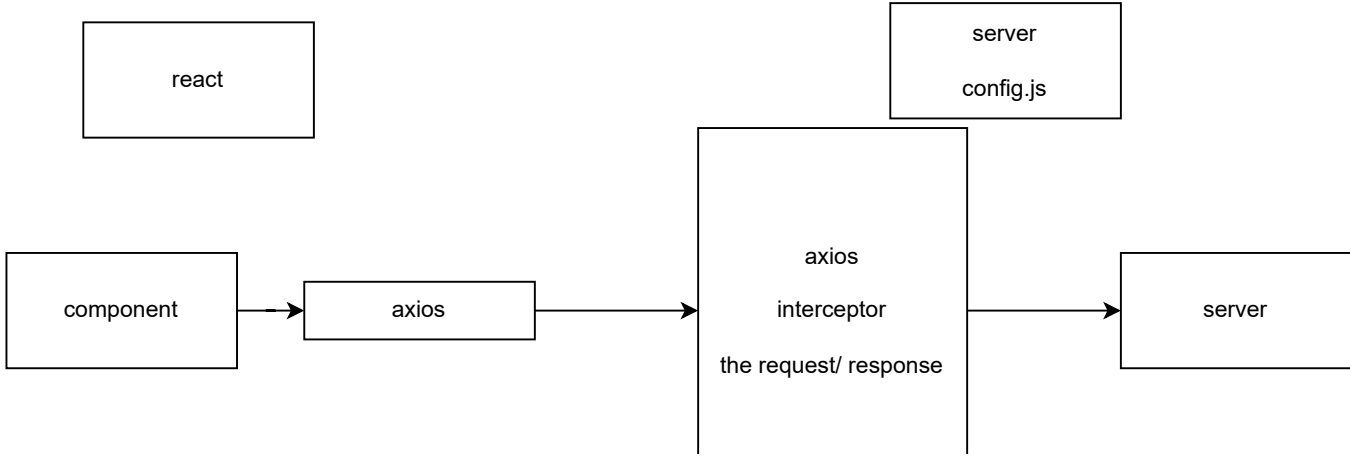 react
server
config.js
component
axios
axios
interceptor
the request/ response
server